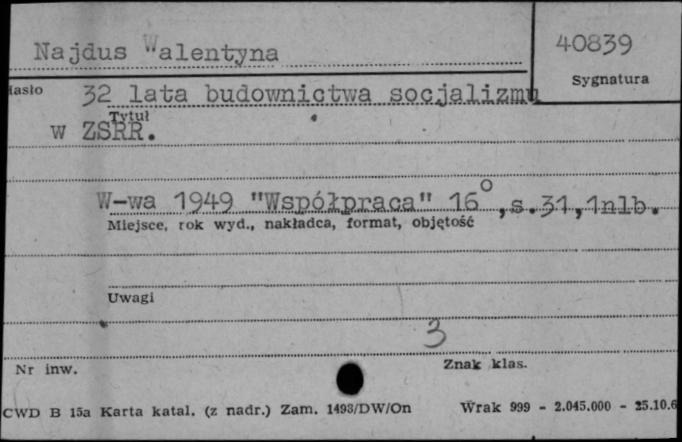 Najdus Walentyna
40839
Sygnatura
Hasło
32 lata budownictwa socjalizmu
Tytuł
w ZSRR.
W-wa 1949 "Współpraca" 16°, s.31, 1nlb.
Miejsce, rok wyd., nakładca, format, objętość
Uwagi
3
Nr inw.
Znak klas.
CWD B 15a Karta katal. (z nadr.) Zam. 1493/DW/On
Wrak 999 - 2.045.000 - 25.10.6